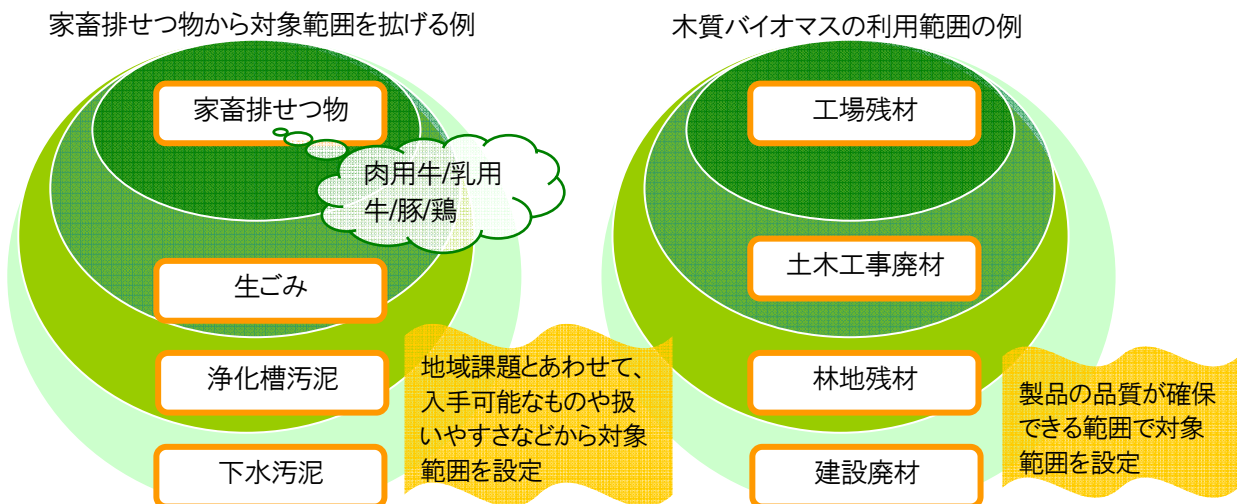 家畜排せつ物から対象範囲を拡げる例
家畜排せつ物
肉用牛/乳用
牛/豚/鶏
生ごみ
浄化槽汚泥
下水汚泥
地域課題とあわせて、
入手可能なものや扱
いやすさなどから対象
範囲を設定
木質バイオマスの利用範囲の例
工場残材
土木工事廃材
林地残材
建設廃材
製品の品質が確保
できる範囲で対象
範囲を設定